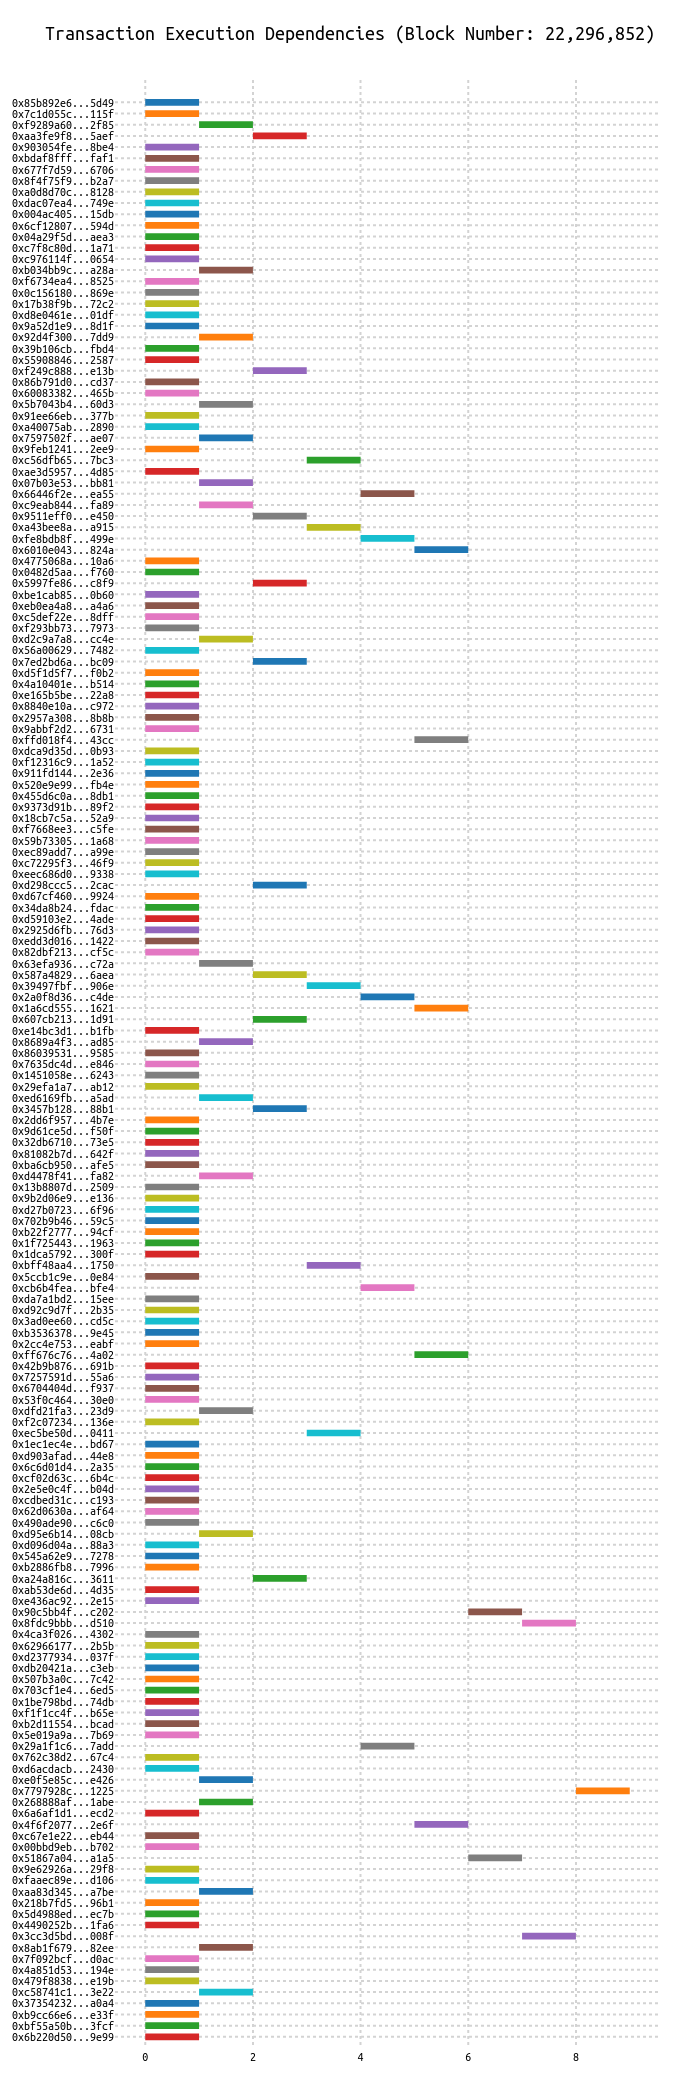 Transaction Execution Dependencies (Block Number: 22,296,852)
0x85b892e6...5d49
0x7c1d055c...115f
0xf9289a60...2f85
0xaa3fe9f8...5aef
0x903054fe...8be4
0xbdaf8fff...faf1
0x677f7d59...6706
0x8f4f75f9...b2a7
0xa0d8d70c...8128
0xdac07ea4...749e
0x004ac405...15db
0x6cf12807...594d
0x04a29f5d...aea3
0xc7f8c80d...1a71
0xc976114f...0654
0xb034bb9c...a28a
0xf6734ea4...8525
0x0c156180...869e
0x17b38f9b...72c2
0xd8e0461e...01df
0x9a52d1e9...8d1f
0x92d4f300...7dd9
0x39b106cb...fbd4
0x55908846...2587
0xf249c888...e13b
0x86b791d0...cd37
0x60083382...465b
0x5b7043b4...60d3
0x91ee66eb...377b
0xa40075ab...2890
0x7597502f...ae07
0x9feb1241...2ee9
0xc56dfb65...7bc3
0xae3d5957...4d85
0x07b03e53...bb81
0x66446f2e...ea55
0xc9eab844...fa89
0x9511eff0...e450
0xa43bee8a...a915
0xfe8bdb8f...499e
0x6010e043...824a
0x4775068a...10a6
0x0482d5aa...f760
0x5997fe86...c8f9
0xbe1cab85...0b60
0xeb0ea4a8...a4a6
0xc5def22e...8dff
0xf293bb73...7973
0xd2c9a7a8...cc4e
0x56a00629...7482
0x7ed2bd6a...bc09
0xd5f1d5f7...f0b2
0x4a10401e...b514
0xe165b5be...22a8
0x8840e10a...c972
0x2957a308...8b8b
0x9abbf2d2...6731
0xffd018f4...43cc
0xdca9d35d...0b93
0xf12316c9...1a52
0x911fd144...2e36
0x520e9e99...fb4e
0x455d6c0a...8db1
0x9373d91b...89f2
0x18cb7c5a...52a9
0xf7668ee3...c5fe
0x59b73305...1a68
0xec89add7...a99e
0xc72295f3...46f9
0xeec686d0...9338
0xd298ccc5...2cac
0xd67cf460...9924
0x34da8b24...fdac
0xd59103e2...4ade
0x2925d6fb...76d3
0xedd3d016...1422
0x82dbf213...cf5c
0x63efa936...c72a
0x587a4829...6aea
0x39497fbf...906e
0x2a0f8d36...c4de
0x1a6cd555...1621
0x607cb213...1d91
0xe14bc3d1...b1fb
0x8689a4f3...ad85
0x86039531...9585
0x7635dc4d...e846
0x1451058e...6243
0x29efa1a7...ab12
0xed6169fb...a5ad
0x3457b128...88b1
0x2dd6f957...4b7e
0x9d61ce5d...f50f
0x32db6710...73e5
0x81082b7d...642f
0xba6cb950...afe5
0xd4478f41...fa82
0x13b8807d...2509
0x9b2d06e9...e136
0xd27b0723...6f96
0x702b9b46...59c5
0xb22f2777...94cf
0x1f725443...1963
0x1dca5792...300f
0xbff48aa4...1750
0x5ccb1c9e...0e84
0xcb6b4fea...bfe4
0xda7a1bd2...15ee
0xd92c9d7f...2b35
0x3ad0ee60...cd5c
0xb3536378...9e45
0x2cc4e753...eabf
0xff676c76...4a02
0x42b9b876...691b
0x7257591d...55a6
0x6704404d...f937
0x53f0c464...30e0
0xdfd21fa3...23d9
0xf2c07234...136e
0xec5be50d...0411
0x1ec1ec4e...bd67
0xd903afad...44e8
0x6c6d01d4...2a35
0xcf02d63c...6b4c
0x2e5e0c4f...b04d
0xcdbed31c...c193
0x62d0630a...af64
0x490ade90...c6c0
0xd95e6b14...08cb
0xd096d04a...88a3
0x545a62e9...7278
0xb2886fb8...7996
0xa24a816c...3611
0xab53de6d...4d35
0xe436ac92...2e15
0x90c5bb4f...c202
0x8fdc9bbb...d510
0x4ca3f026...4302
0x62966177...2b5b
0xd2377934...037f
0xdb20421a...c3eb
0x507b3a0c...7c42
0x703cf1e4...6ed5
0x1be798bd...74db
0xf1f1cc4f...b65e
0xb2d11554...bcad
0x5e019a9a...7b69
0x29a1f1c6...7add
0x762c38d2...67c4
0xd6acdacb...2430
0xe0f5e85c...e426
0x7797928c...1225
0x268888af...1abe
0x6a6af1d1...ecd2
0x4f6f2077...2e6f
0xc67e1e22...eb44
0x00bbd9eb...b702
0x51867a04...a1a5
0x9e62926a...29f8
0xfaaec89e...d106
0xaa83d345...a7be
0x218b7fd5...96b1
0x5d4988ed...ec7b
0x4490252b...1fa6
0x3cc3d5bd...008f
0x8ab1f679...82ee
0x7f092bcf...d0ac
0x4a851d53...194e
0x479f8838...e19b
0xc58741c1...3e22
0x37354232...a0a4
0xb9cc66e6...e33f
0xbf55a50b...3fcf
0x6b220d50...9e99
0 2 4 6 8